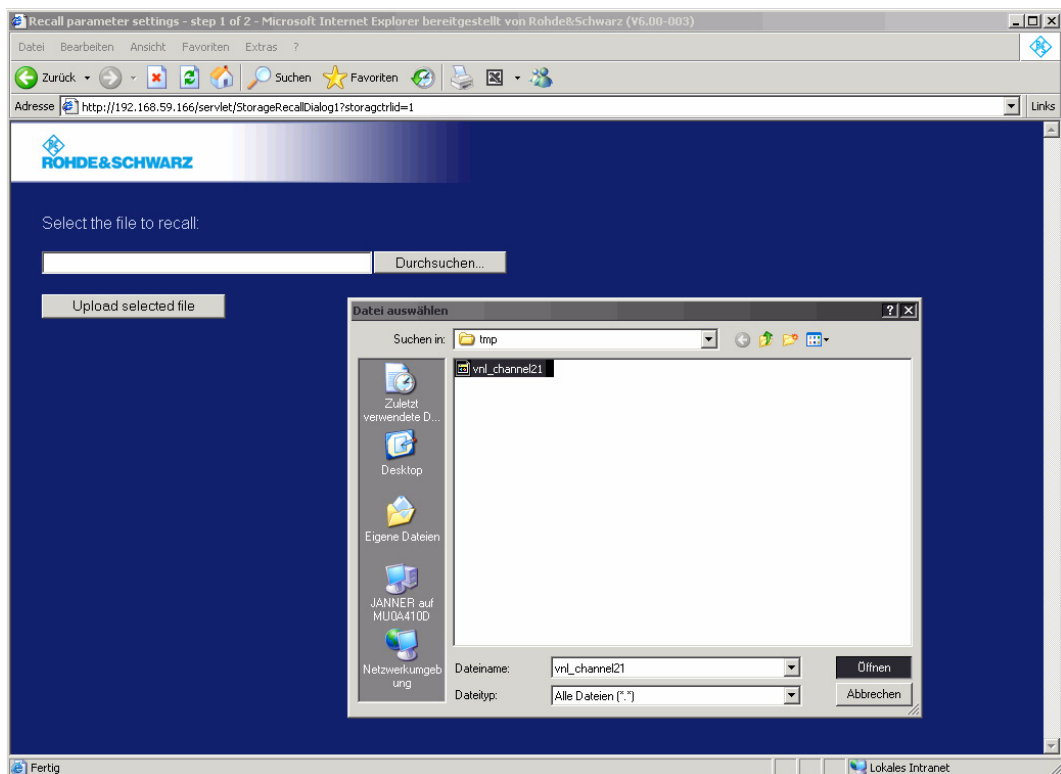 Recall parameter settings - step 1 of 2 - Microsoft Internet Explorer bereitgestellt von Rohde&Schwarz (V6.00-003)
Datei Bearbeiten Ansicht Favoriten Extras ?
Zurück Suchen Favoriten
Adresse http://192.168.59.166/servlet/StorageRecallDialog1?storagctrlid=1 Links
ROHDE&SCHWARZ
Select the file to recall:
Durchsuchen...
Upload selected file
Datei auswählen
Suchen in: tmp
vnl_channel21
Zuletzt
verwendete D...
Desktop
Eigene Dateien
JANNER auf
MU0A410D
Netzwerkumgeb
ung
Dateiname: vnl_channel21 Öffnen
Dateityp: Alle Dateien (*.*) Abbrechen
Fertig Lokales Intranet